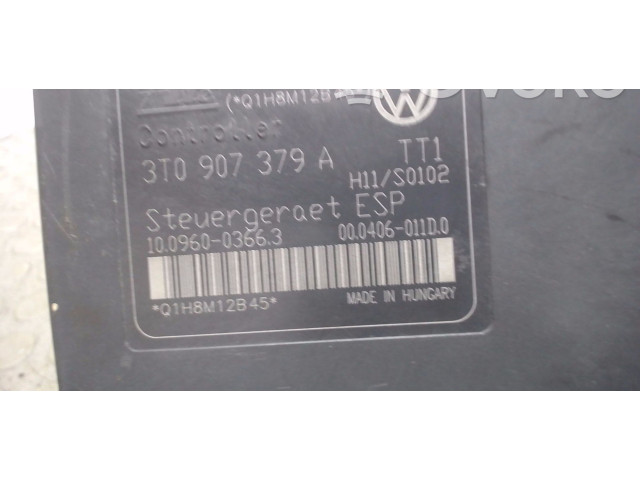 (*Q1H8M12B
Controller
3T0 907 379 A TT1
H11/S0102
Steuergeraet ESP
10.0960-0366.3 00.0406-011D.0
*Q1H8M12B45*
MADE IN HUNGARY